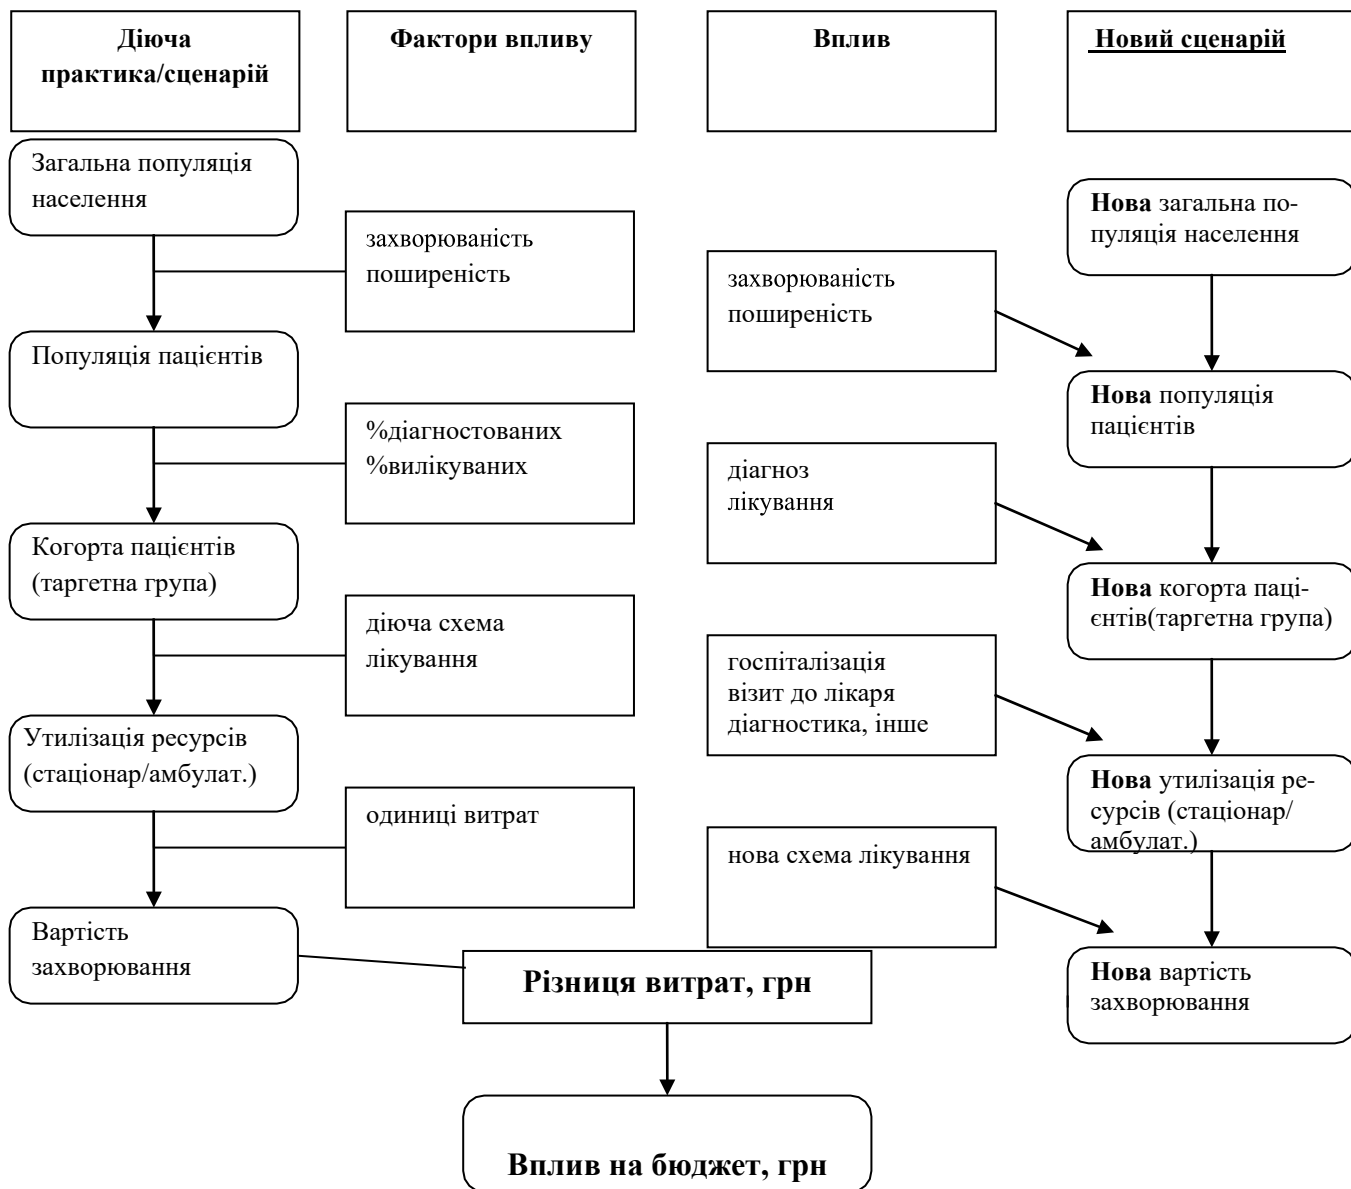 Діюча
практика/сценарій
Фактори впливу
Вплив
Новий сценарій
Загальна популяція
населення
захворюваність
поширеність
Популяція пацієнтів
%діагностованих
%вилікуваних
Когорта пацієнтів
(таргетна група)
діюча схема
лікування
Утилізація ресурсів
(стаціонар/амбулат.)
одиниці витрат
Вартість
захворювання
захворюваність
поширеність
діагноз
лікування
госпіталізація
візит до лікаря
діагностика, інше
нова схема лікування
Нова загальна по-
пуляція населення
Нова популяція
пацієнтів
Нова когорта паці-
єнтів(таргетна група)
Нова утилізація ре-
сурсів (стаціонар/
амбулат.)
Нова вартість
захворювання
Різниця витрат, грн
Вплив на бюджет, грн